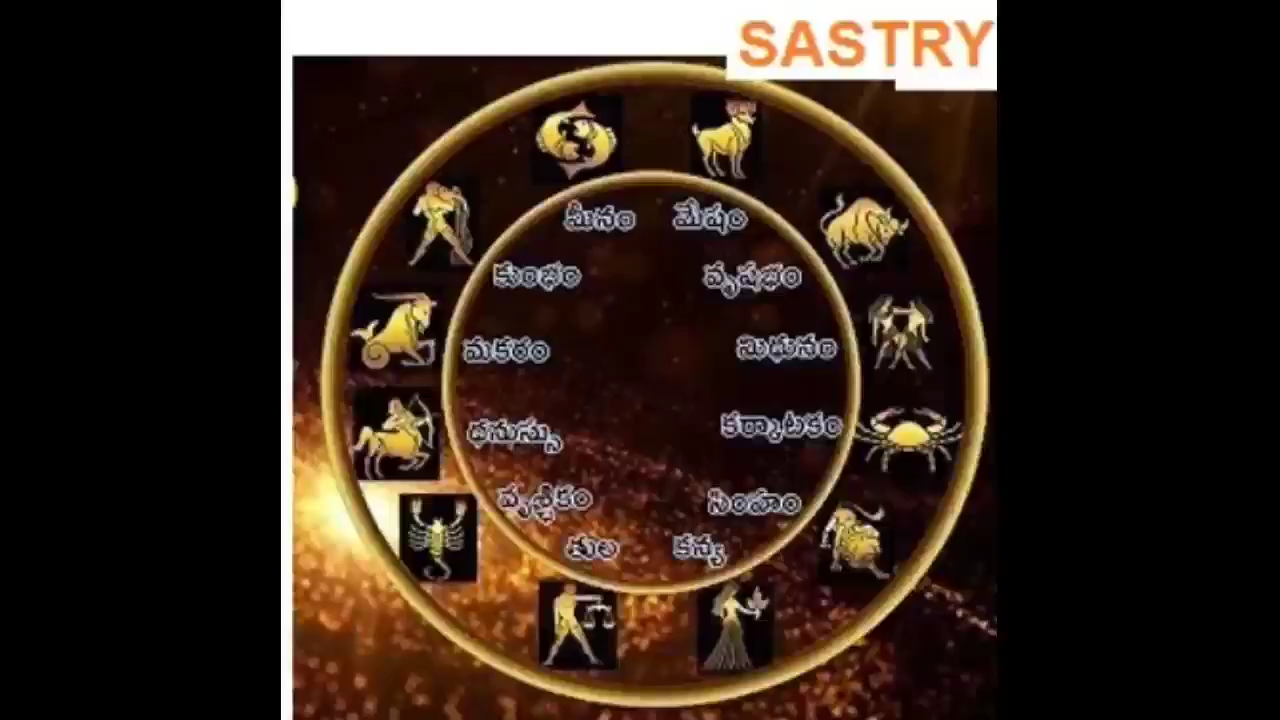 SASTRY
మీనం మేషం
కుంభం వృషభం
మకరం మిథునం
ధనుస్సు కర్కాటకం
వృశ్చికం సింహం
తుల కన్య